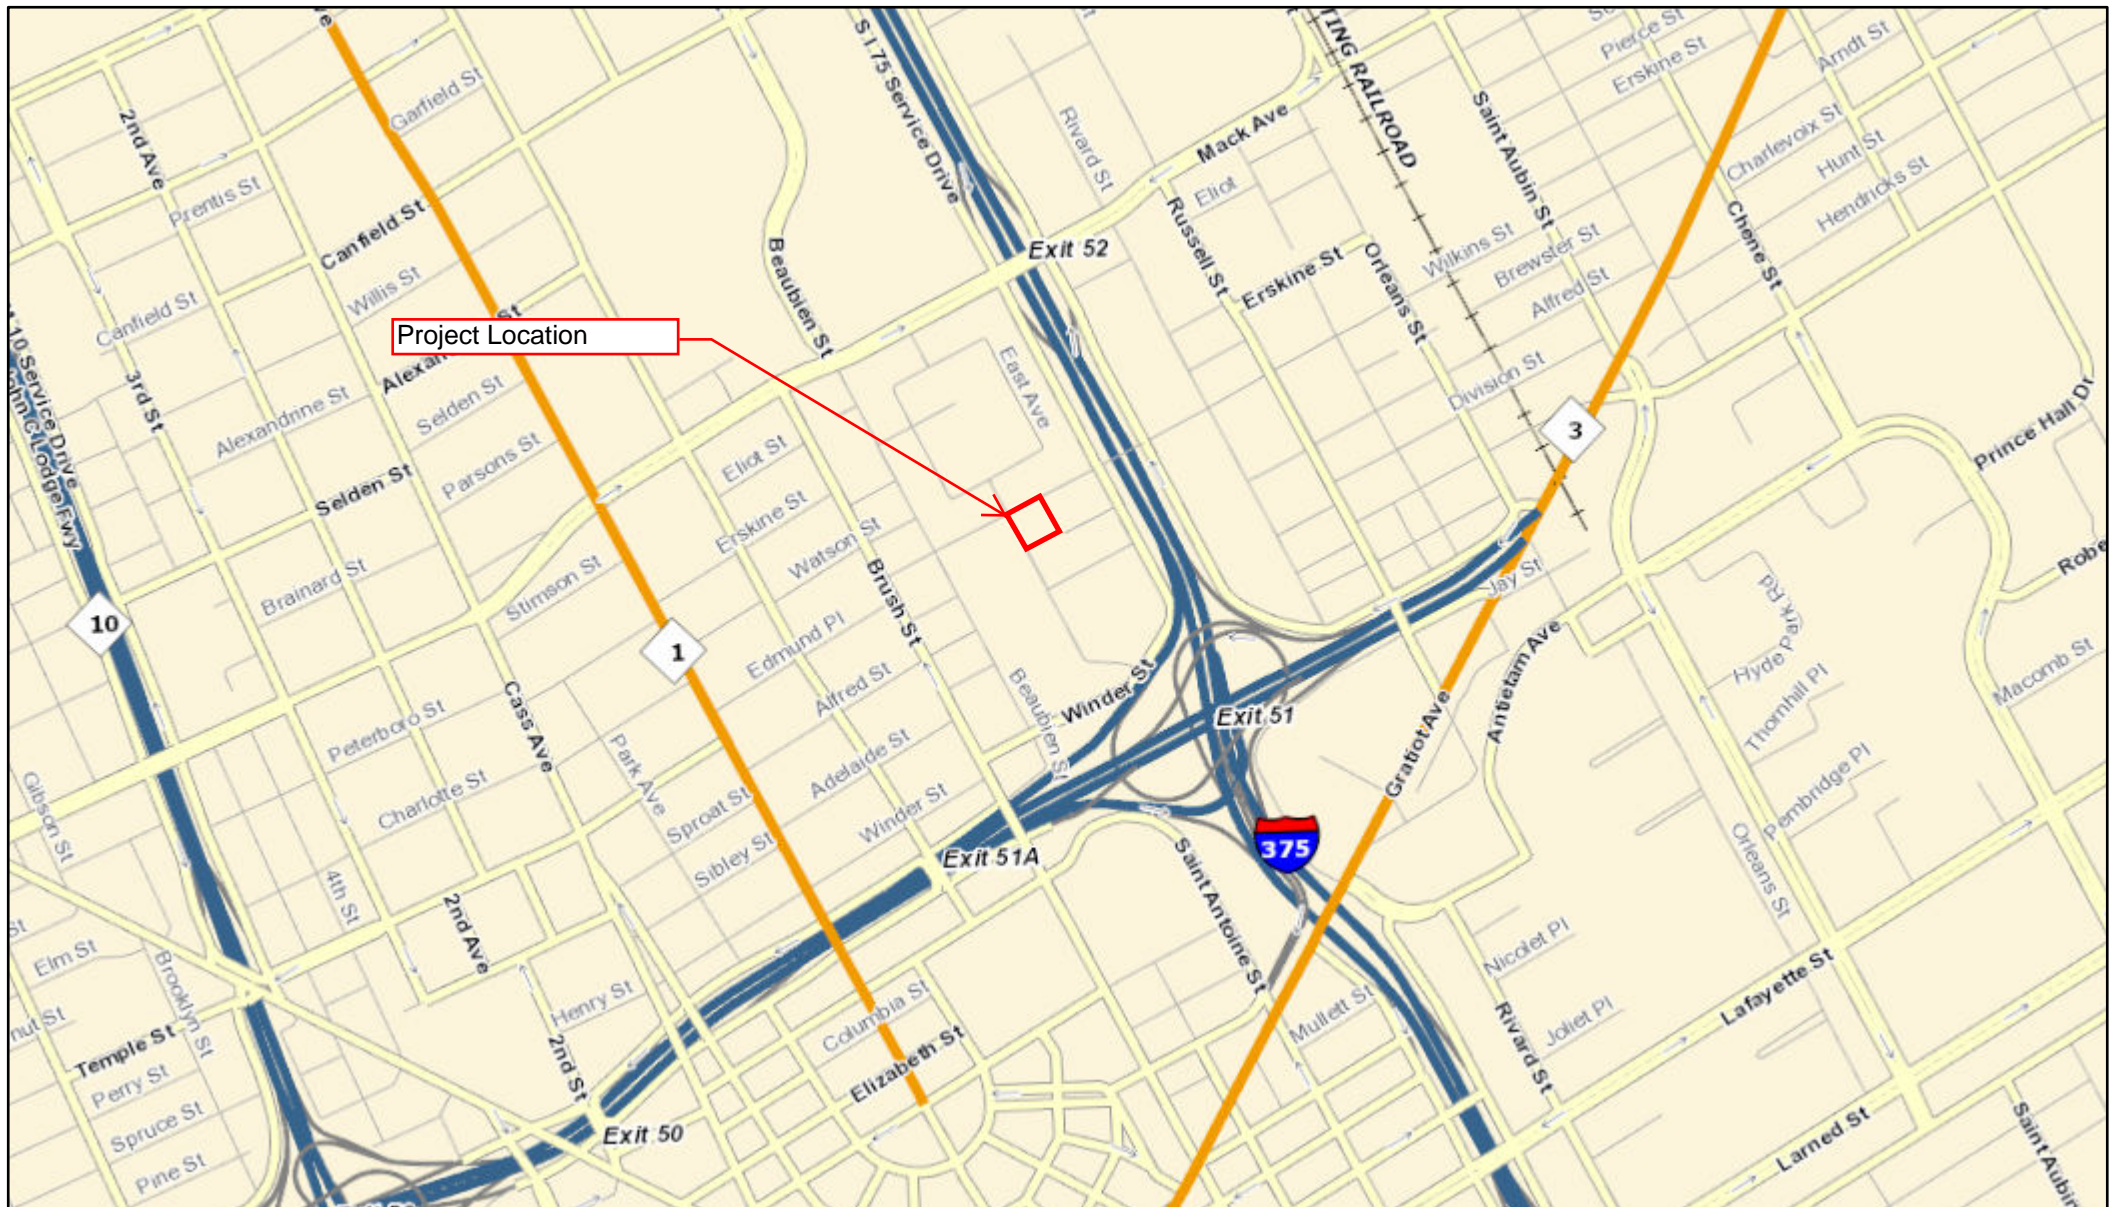 S I 75 Service Drive
TING RAILROAD
Pierce St
Erskine St
Arndt St
Garfield St
2nd Ave
Rivard St
Mack Ave
Saint Aubin St
Charlevoix St
Hunt St
Hendricks St
Prentis St
Canfield St
Eliot
Russell St
Chene St
Exit 52
Beaubien St
Wilkins St
Brewster St
Erskine St
Orleans St
Alfred St
Willis St
Canfield St
St
Project Location
10 Service Drive
John C Lodge Fwy
3rd St
Selden St
East Ave
Division St
Alexandrine St
Parsons St
Selden St
Eliot St
3
Prince Hall Dr
Erskine St
Watson St
Brush St
Brainard St
Stimson St
Jay St
10
1
Edmund Pl
Alfred St
Hyde Park Rd
Antietam Ave
Macomb St
Thornhill Pl
Peterboro St
Cass Ave
Park Ave
Beaubien St
Winder St
Exit 51
Gratiot Ave
Gibson St
Charlotte St
Adelaide St
Sproat St
Winder St
Sibley St
Exit 51A
375
Pembridge Pl
Orleans St
Saint Antoine St
4th St
2nd Ave
St
Elm St
Brooklyn St
Henry St
Nicolet Pl
Lafayette St
Columbia St
Mullett St
Rivard St
Joliet Pl
Temple St
2nd St
Elizabeth St
Perry St
Spruce St
Pine St
Exit 50
Larned St